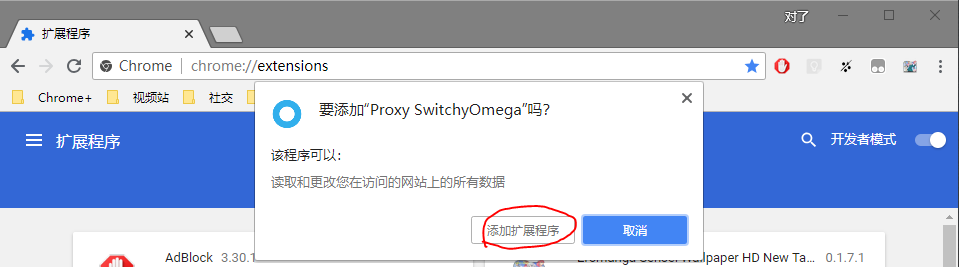 对了
扩展程序
Chrome | chrome://extensions
Chrome+ 视频站 社交
要添加“Proxy SwitchyOmega”吗?
扩展程序
开发者模式
该程序可以：
读取和更改您在访问的网站上的所有数据
添加扩展程序 取消
AdBlock 3.30.1
Wallpaper HD New Ta... 0.1.7.1